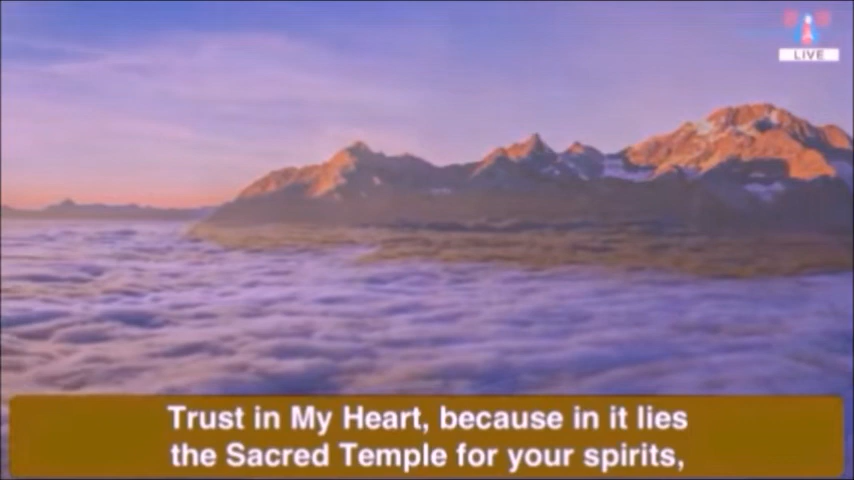 LIVE
Trust in My Heart, because in it lies
the Sacred Temple for your spirits,